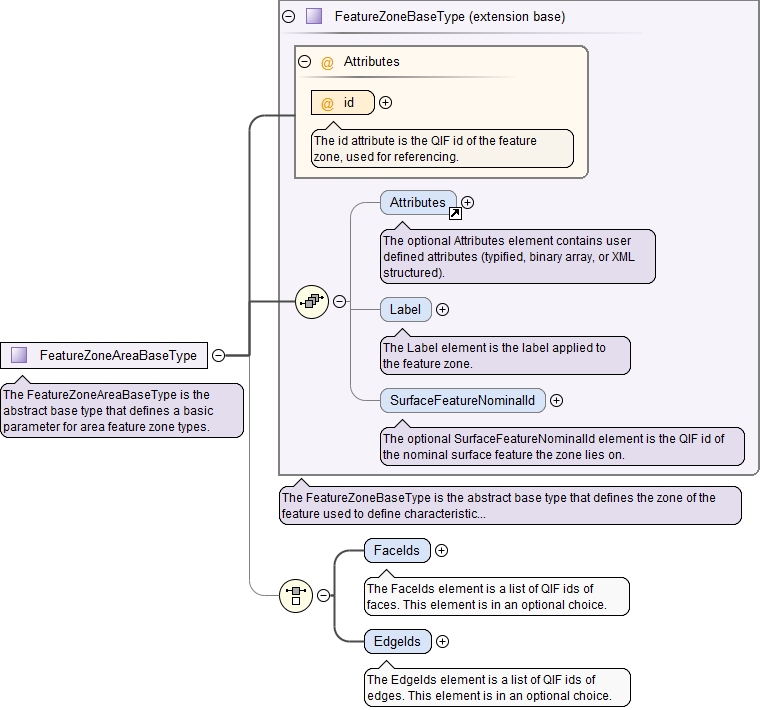 FeatureZoneBaseType (extension base)
@ Attributes
@ id
The id attribute is the QIF id of the feature
zone, used for referencing.
Attributes
The optional Attributes element contains user
defined attributes (typified, binary array, or XML
structured).
Label
The Label element is the label applied to
the feature zone.
SurfaceFeatureNominalId
The optional SurfaceFeatureNominalId element is the QIF id of
the nominal surface feature the zone lies on.
FeatureZoneAreaBaseType
The FeatureZoneAreaBaseType is the
abstract base type that defines a basic
parameter for area feature zone types.
The FeatureZoneBaseType is the abstract base type that defines the zone of the
feature used to define characteristic...
FaceIds
The FaceIds element is a list of QIF ids of
faces. This element is in an optional choice.
EdgeIds
The EdgeIds element is a list of QIF ids of
edges. This element is in an optional choice.